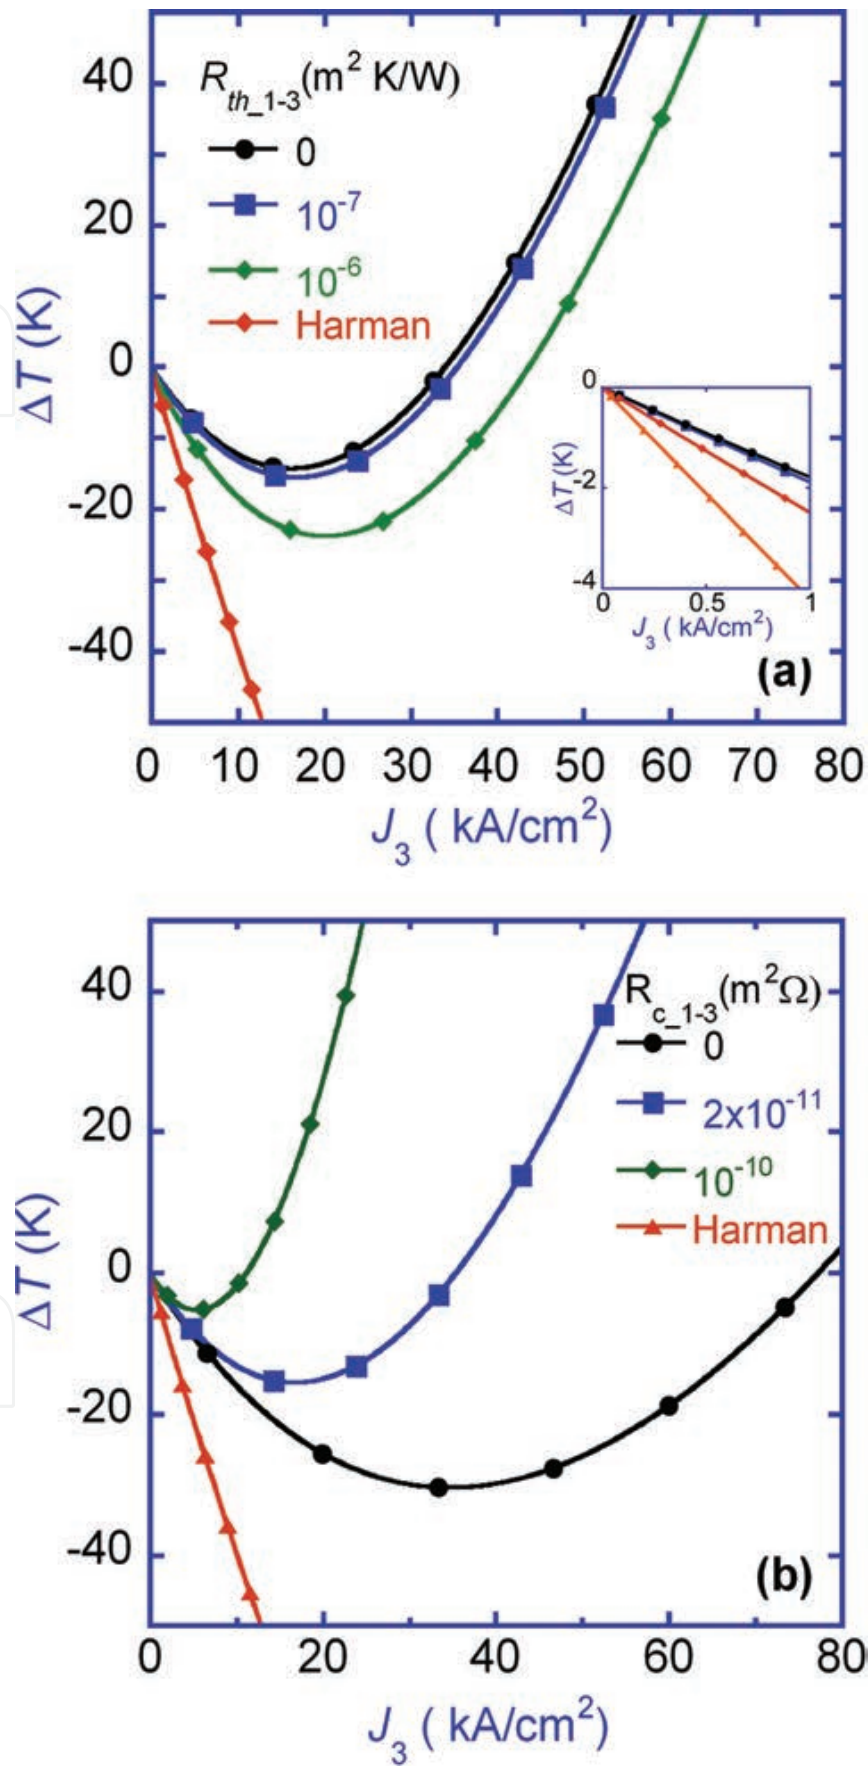 40
20
0
-20
-40
ΔT (K)
R_th_1-3 (m² K/W)
0
10⁻⁷
10⁻⁶
Harman
0
-2
-4
ΔT (K)
0 0.5 1
J₃ ( kA/cm²)
(a)
0 10 20 30 40 50 60 70 80
J₃ ( kA/cm²)
40
20
0
-20
-40
ΔT (K)
R_c_1-3 (m²Ω)
0
2x10⁻¹¹
10⁻¹⁰
Harman
(b)
0 20 40 60 80
J₃ ( kA/cm²)